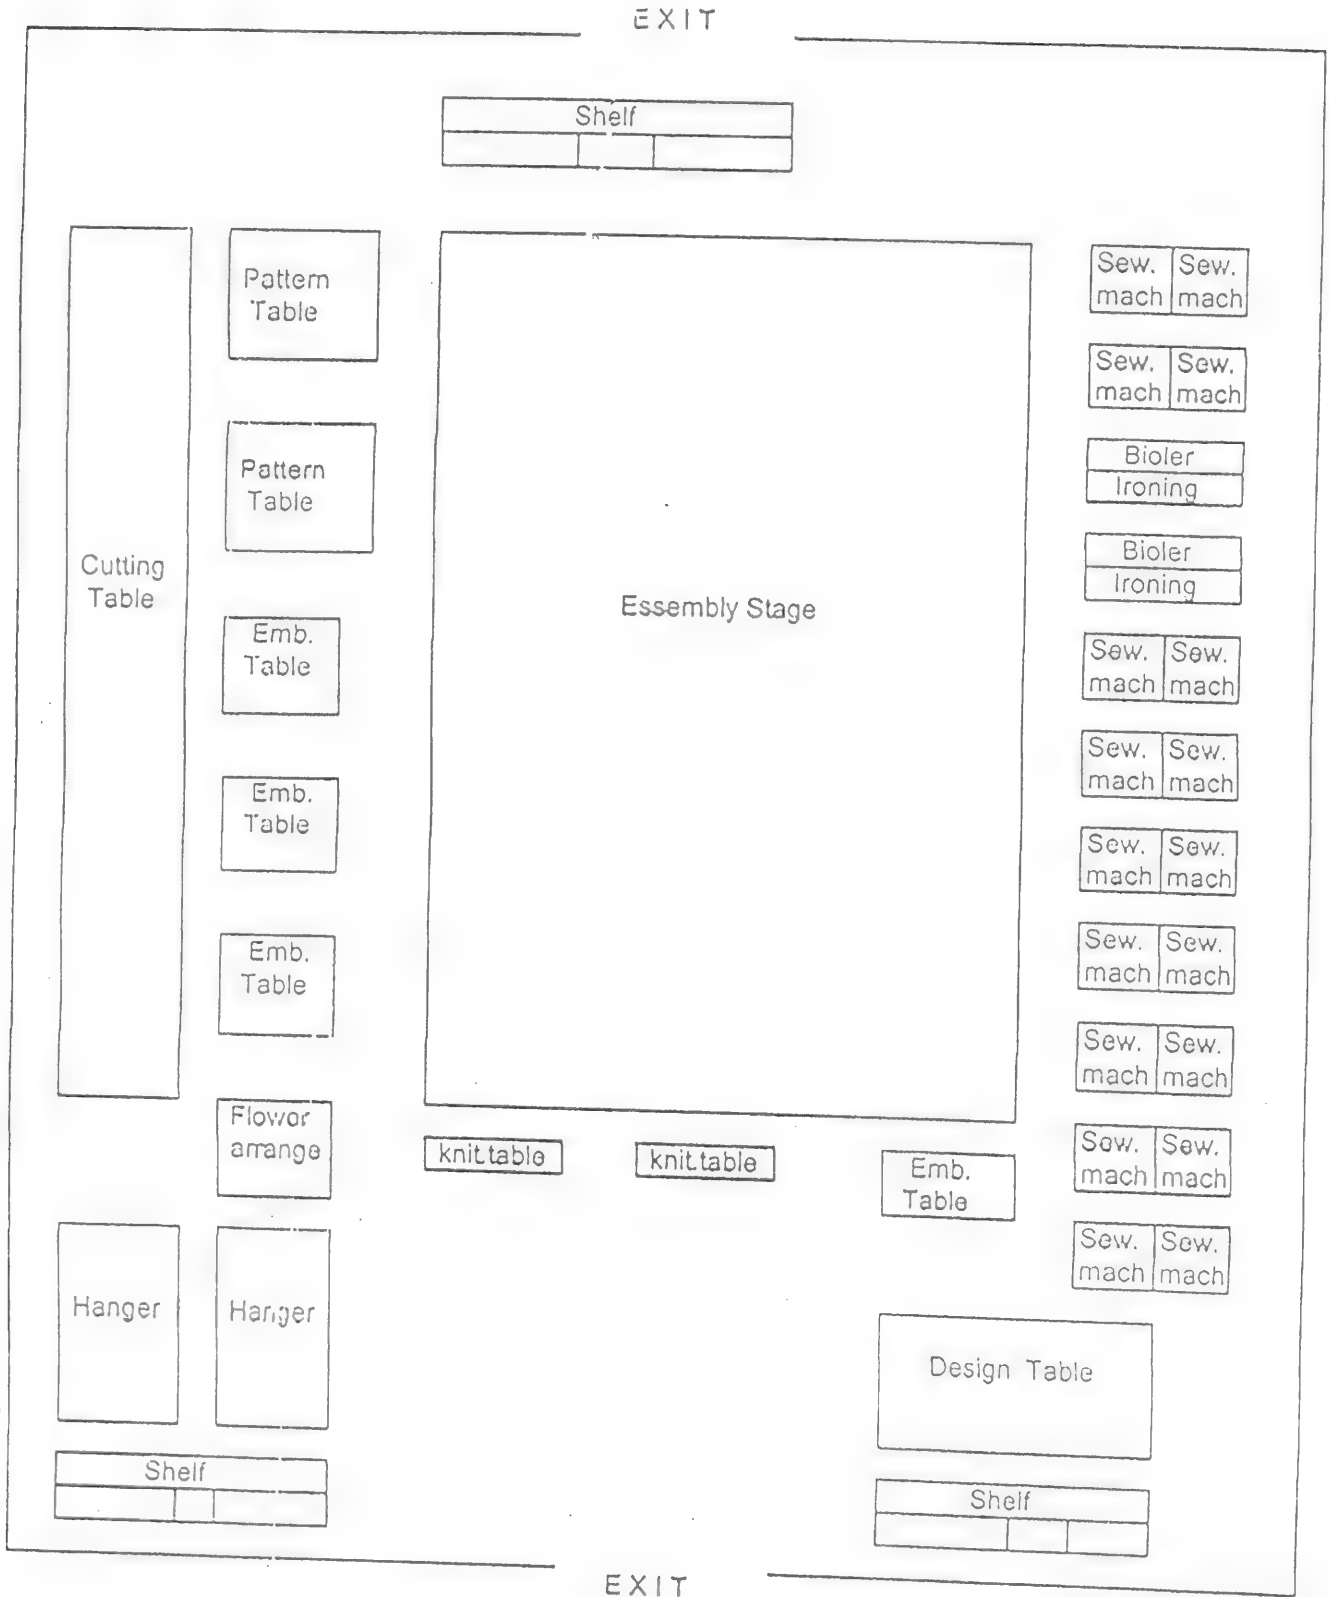 EXIT
Shelf
Pattern
Table
Pattern
Table
Cutting
Table
Emb.
Table
Emb.
Table
Emb.
Table
Flower
arrange
Hanger
Hanger
Shelf
Essembly Stage
knit.table
knit.table
Emb.
Table
Sew. Sew.
mach mach
Sew. Sew.
mach mach
Bioler
Ironing
Bioler
Ironing
Sew. Sew.
mach mach
Sew. Sew.
mach mach
Sew. Sew.
mach mach
Sew. Sew.
mach mach
Sew. Sew.
mach mach
Sew. Sew.
mach mach
Sew. Sew.
mach mach
Design Table
Shelf
EXIT